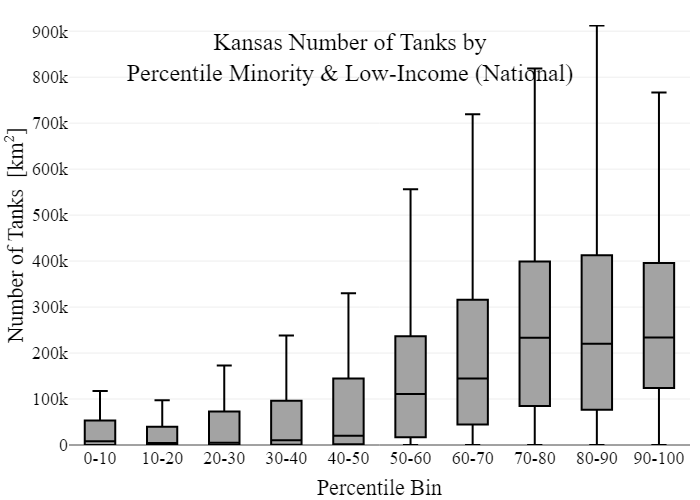 Kansas Number of Tanks by
Percentile Minority & Low-Income (National)
Number of Tanks [km²]
900k
800k
700k
600k
500k
400k
300k
200k
100k
0
0-10 10-20 20-30 30-40 40-50 50-60 60-70 70-80 80-90 90-100
Percentile Bin